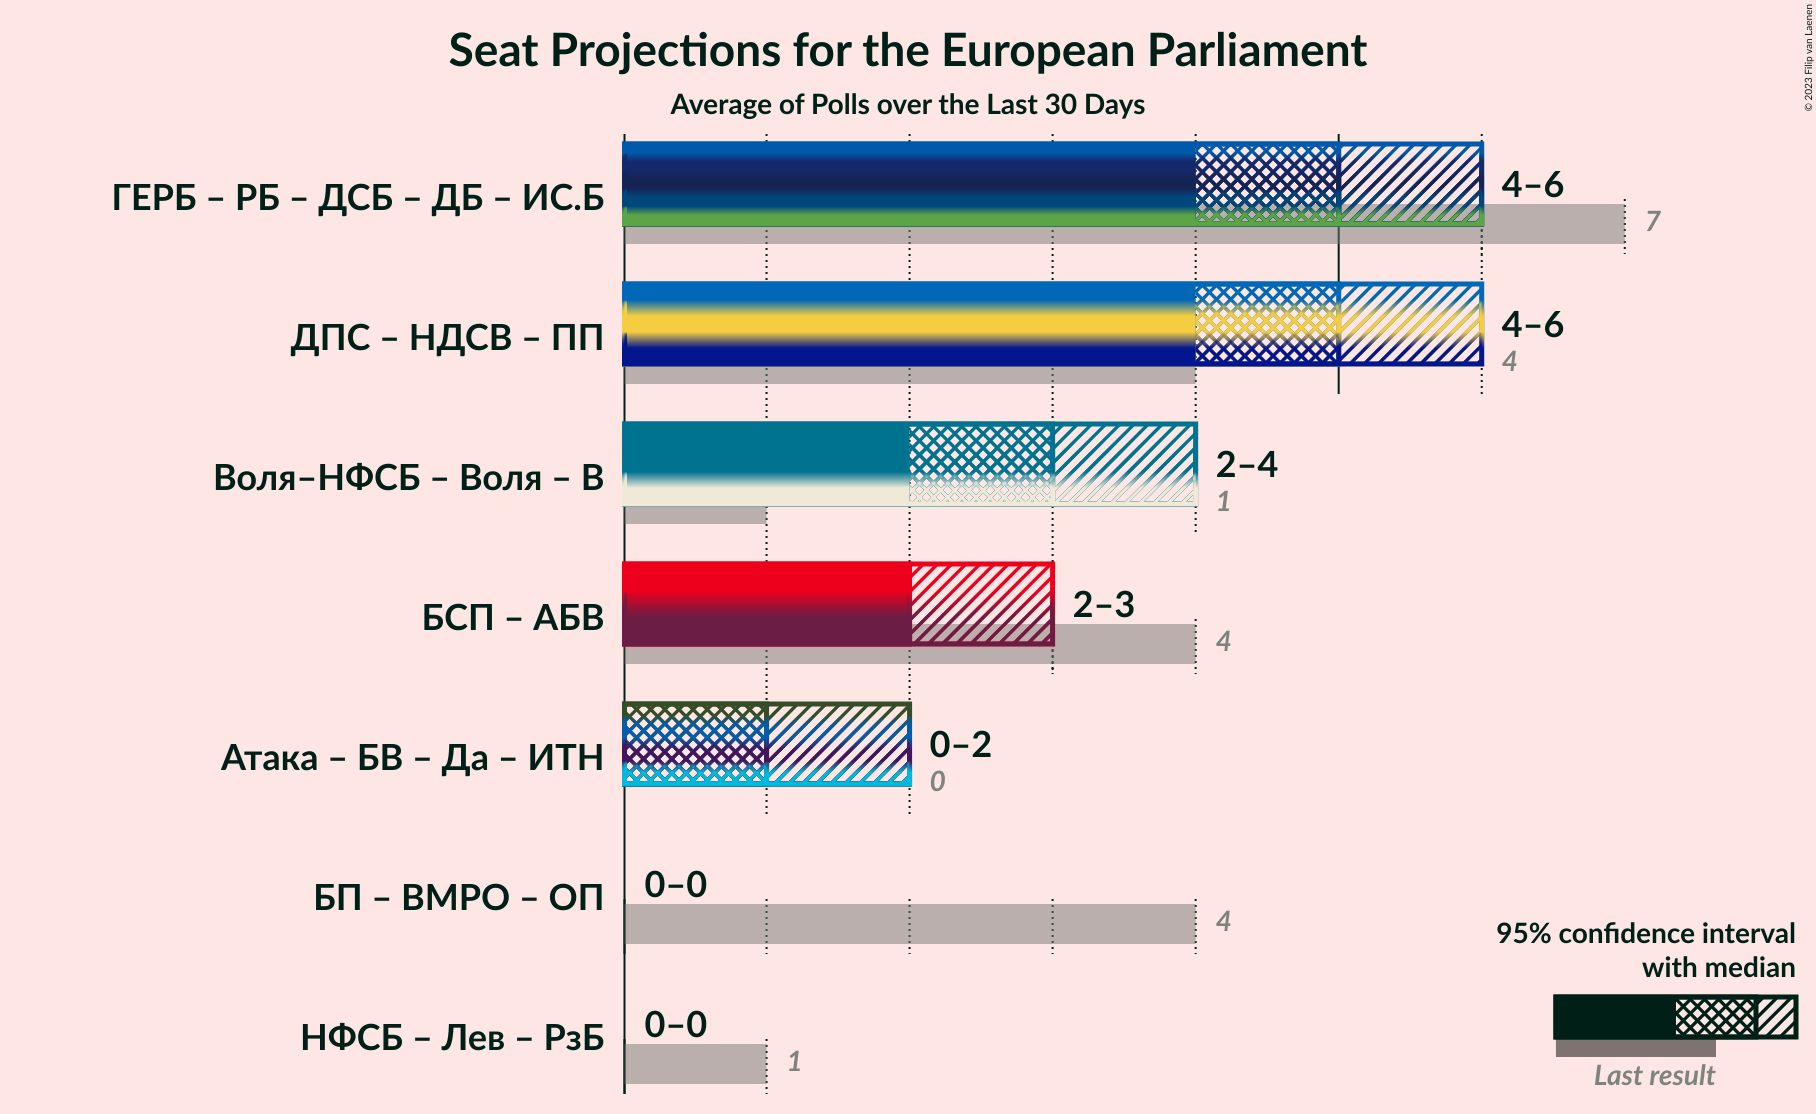 Seat Projections for the European Parliament
Average of Polls over the Last 30 Days
© 2023 Filip van Laenen
ГЕРБ – РБ – ДСБ – ДБ – ИС.Б
4–6
7
ДПС – НДСВ – ПП
4–6
4
Воля–НФСБ – Воля – В
2–4
1
БСП – АБВ
2–3
4
Атака – БВ – Да – ИТН
0–2
0
БП – ВМРО – ОП
0–0
4
НФСБ – Лев – РзБ
0–0
1
95% confidence interval
with median
Last result